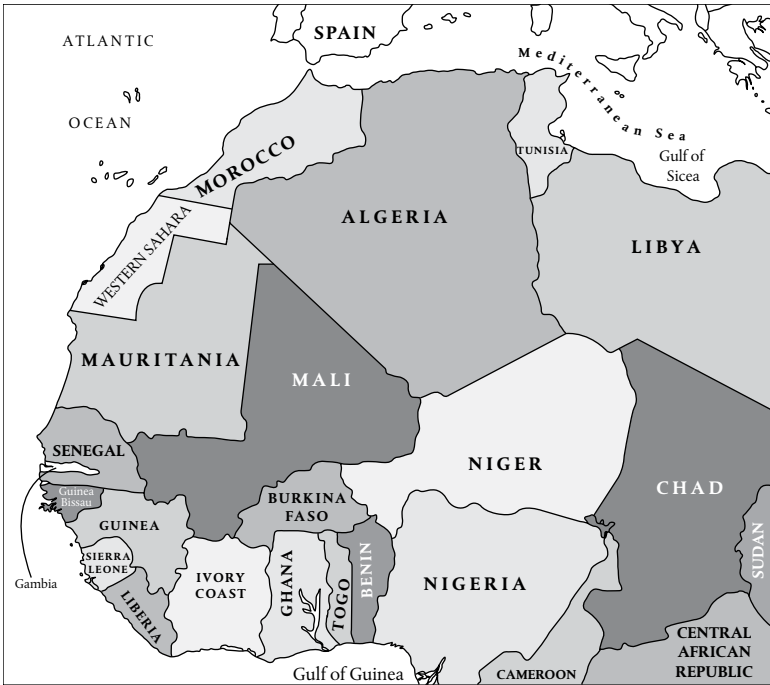 SPAIN
ATLANTIC
OCEAN
Mediterranean Sea
Gulf of
Sicea
TUNISIA
MOROCCO
ALGERIA
LIBYA
WESTERN SAHARA
MAURITANIA
MALI
NIGER
CHAD
SUDAN
SENEGAL
Guinea
Bissau
GUINEA
BURKINA
FASO
SIERRA
LEONE
Gambia
LIBERIA
IVORY
COAST
GHANA
TOGO
BENIN
NIGERIA
Gulf of Guinea
CAMEROON
CENTRAL
AFRICAN
REPUBLIC